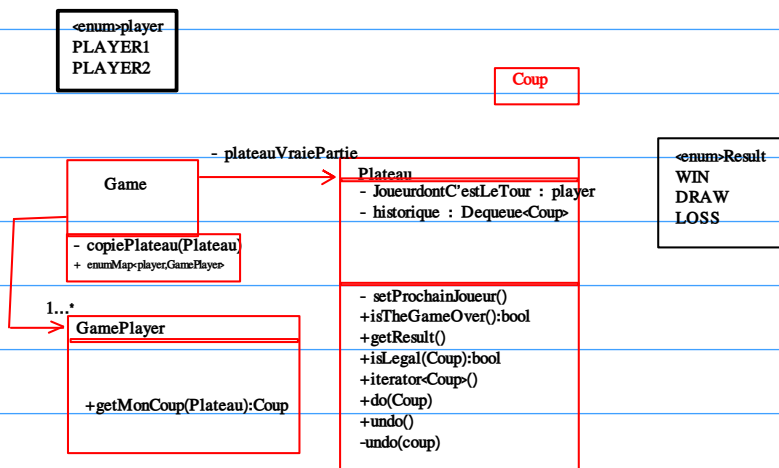 <enum>player
PLAYER1
PLAYER2
Coup
- plateauVraiePartie
<enum>Result
WIN
DRAW
LOSS
Game
- copiePlateau(Plateau)
+ enumMap<player,GamePlayer>
Plateau
- JoueurdontC'estLeTour : player
- historique : Dequeue<Coup>
- setProchainJoueur()
+isTheGameOver():bool
+getResult()
+isLegal(Coup):bool
+iterator<Coup>()
+do(Coup)
+undo()
-undo(coup)
1...*
GamePlayer
+getMonCoup(Plateau):Coup